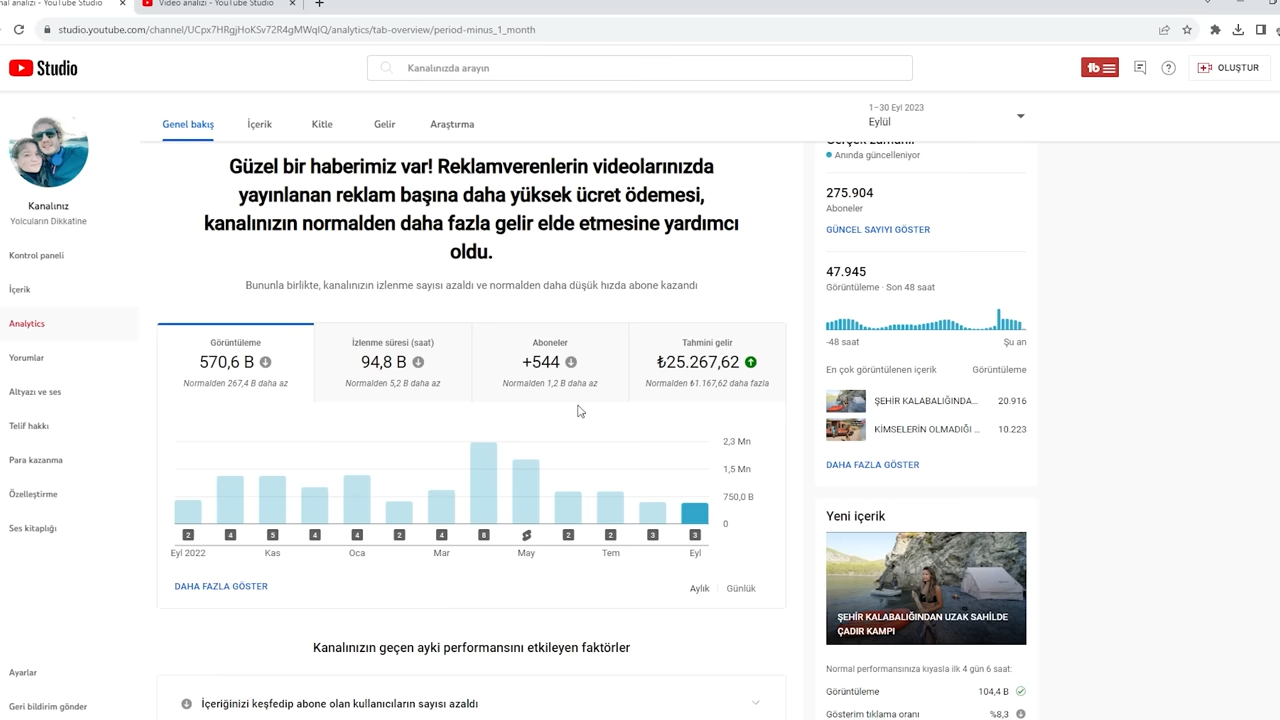 nal analizi - YouTube Studio
Video analizi - YouTube Studio
studio.youtube.com/channel/UCpx7HRgjHoKSv72R4gMWqIQ/analytics/tab-overview/period-minus_1_month
Studio
Kanalınızda arayın
OLUŞTUR
Kanalınız
Yolcuların Dikkatine
Kontrol paneli
İçerik
Analytics
Yorumlar
Altyazı ve ses
Telif hakkı
Para kazanma
Özelleştirme
Ses kitaplığı
Ayarlar
Geri bildirim gönder
Genel bakış
İçerik
Kitle
Gelir
Araştırma
1–30 Eyl 2023
Eylül
Güzel bir haberimiz var! Reklamverenlerin videolarınızda
yayınlanan reklam başına daha yüksek ücret ödemesi,
kanalınızın normalden daha fazla gelir elde etmesine yardımcı
oldu.
Bununla birlikte, kanalınızın izlenme sayısı azaldı ve normalden daha düşük hızda abone kazandı
Görüntüleme
570,6 B
Normalden 267,4 B daha az
İzlenme süresi (saat)
94,8 B
Normalden 5,2 B daha az
Aboneler
+544
Normalden 1,2 B daha az
Tahmini gelir
₺25.267,62
Normalden ₺1.167,62 daha fazla
2,3 Mn
1,5 Mn
750,0 B
0
2 4 5 4 4 2 4 8 2 2 3 3
Eyl 2022 Kas Oca Mar May Tem Eyl
DAHA FAZLA GÖSTER
Aylık
Günlük
Kanalınızın geçen ayki performansını etkileyen faktörler
İçeriğinizi keşfedip abone olan kullanıcıların sayısı azaldı
Gerçek zamanlı
Anında güncelleniyor
275.904
Aboneler
GÜNCEL SAYIYI GÖSTER
47.945
Görüntüleme · Son 48 saat
-48 saat
Şu an
En çok görüntülenen içerik
Görüntüleme
ŞEHİR KALABALIĞINDA...
20.916
KİMSELERİN OLMADIĞI ...
10.223
DAHA FAZLA GÖSTER
Yeni içerik
ŞEHİR KALABALIĞINDAN UZAK SAHİLDE
ÇADIR KAMPI
Normal performansınıza kıyasla ilk 4 gün 6 saat:
Görüntüleme
104,4 B
Gösterim tıklama oranı
%8,3